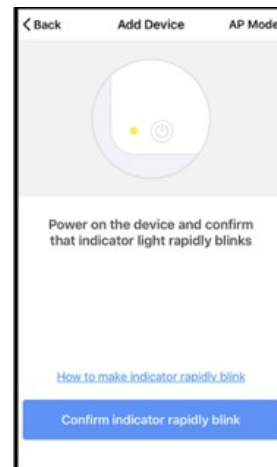 Back Add Device AP Mode
Power on the device and confirm
that indicator light rapidly blinks
How to make indicator rapidly blink
Confirm indicator rapidly blink